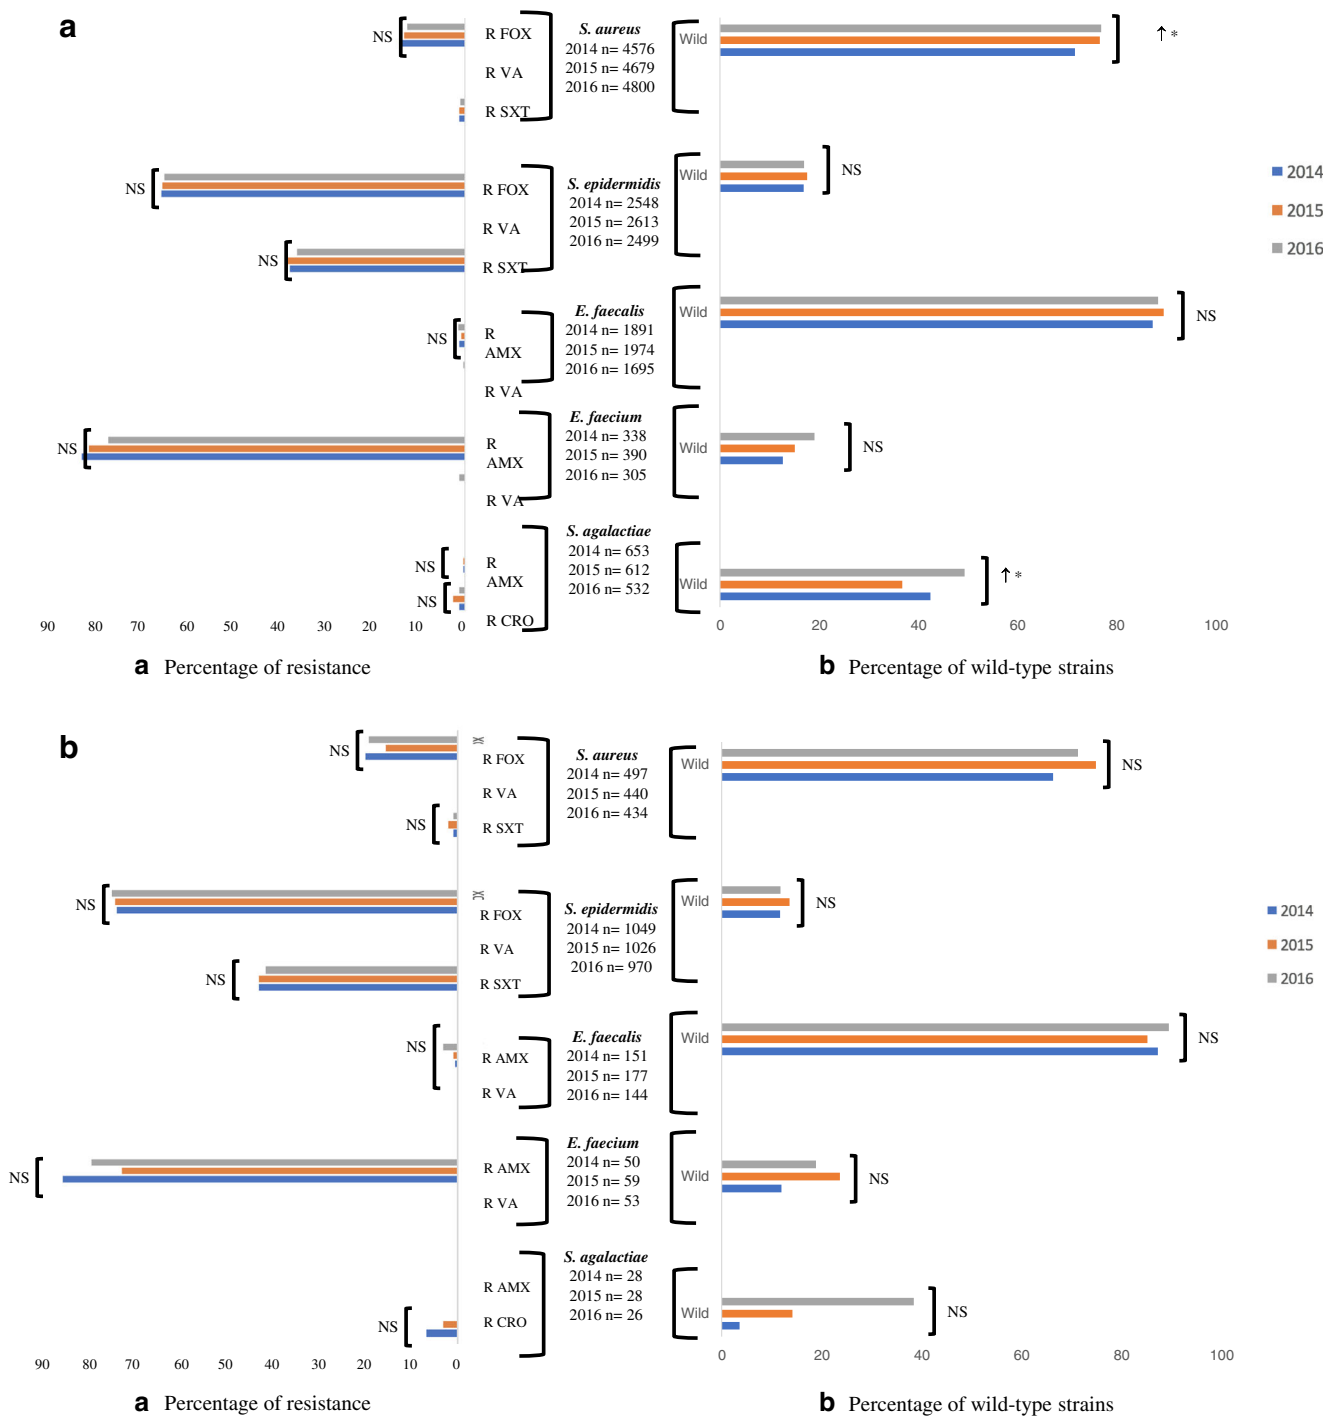 a
NS
R FOX
R VA
R SXT
S. aureus
2014 n= 4576
2015 n= 4679
2016 n= 4800
Wild
↑ *
NS
R FOX
R VA
NS
R SXT
S. epidermidis
2014 n= 2548
2015 n= 2613
2016 n= 2499
Wild
NS
2014
2015
2016
NS
R
AMX
R VA
E. faecalis
2014 n= 1891
2015 n= 1974
2016 n= 1695
Wild
NS
NS
R
AMX
R VA
E. faecium
2014 n= 338
2015 n= 390
2016 n= 305
Wild
NS
NS
R
AMX
NS
R CRO
S. agalactiae
2014 n= 653
2015 n= 612
2016 n= 532
Wild
↑ *
90 80 70 60 50 40 30 20 10 0
0 20 40 60 80 100
a Percentage of resistance
b Percentage of wild-type strains
b
NS
R FOX
R VA
NS
R SXT
S. aureus
2014 n= 497
2015 n= 440
2016 n= 434
Wild
NS
NS
R FOX
R VA
NS
R SXT
S. epidermidis
2014 n= 1049
2015 n= 1026
2016 n= 970
Wild
NS
2014
2015
2016
NS
R AMX
R VA
E. faecalis
2014 n= 151
2015 n= 177
2016 n= 144
Wild
NS
NS
R AMX
R VA
E. faecium
2014 n= 50
2015 n= 59
2016 n= 53
Wild
NS
R AMX
NS
R CRO
S. agalactiae
2014 n= 28
2015 n= 28
2016 n= 26
Wild
NS
90 80 70 60 50 40 30 20 10 0
0 20 40 60 80 100
a Percentage of resistance
b Percentage of wild-type strains